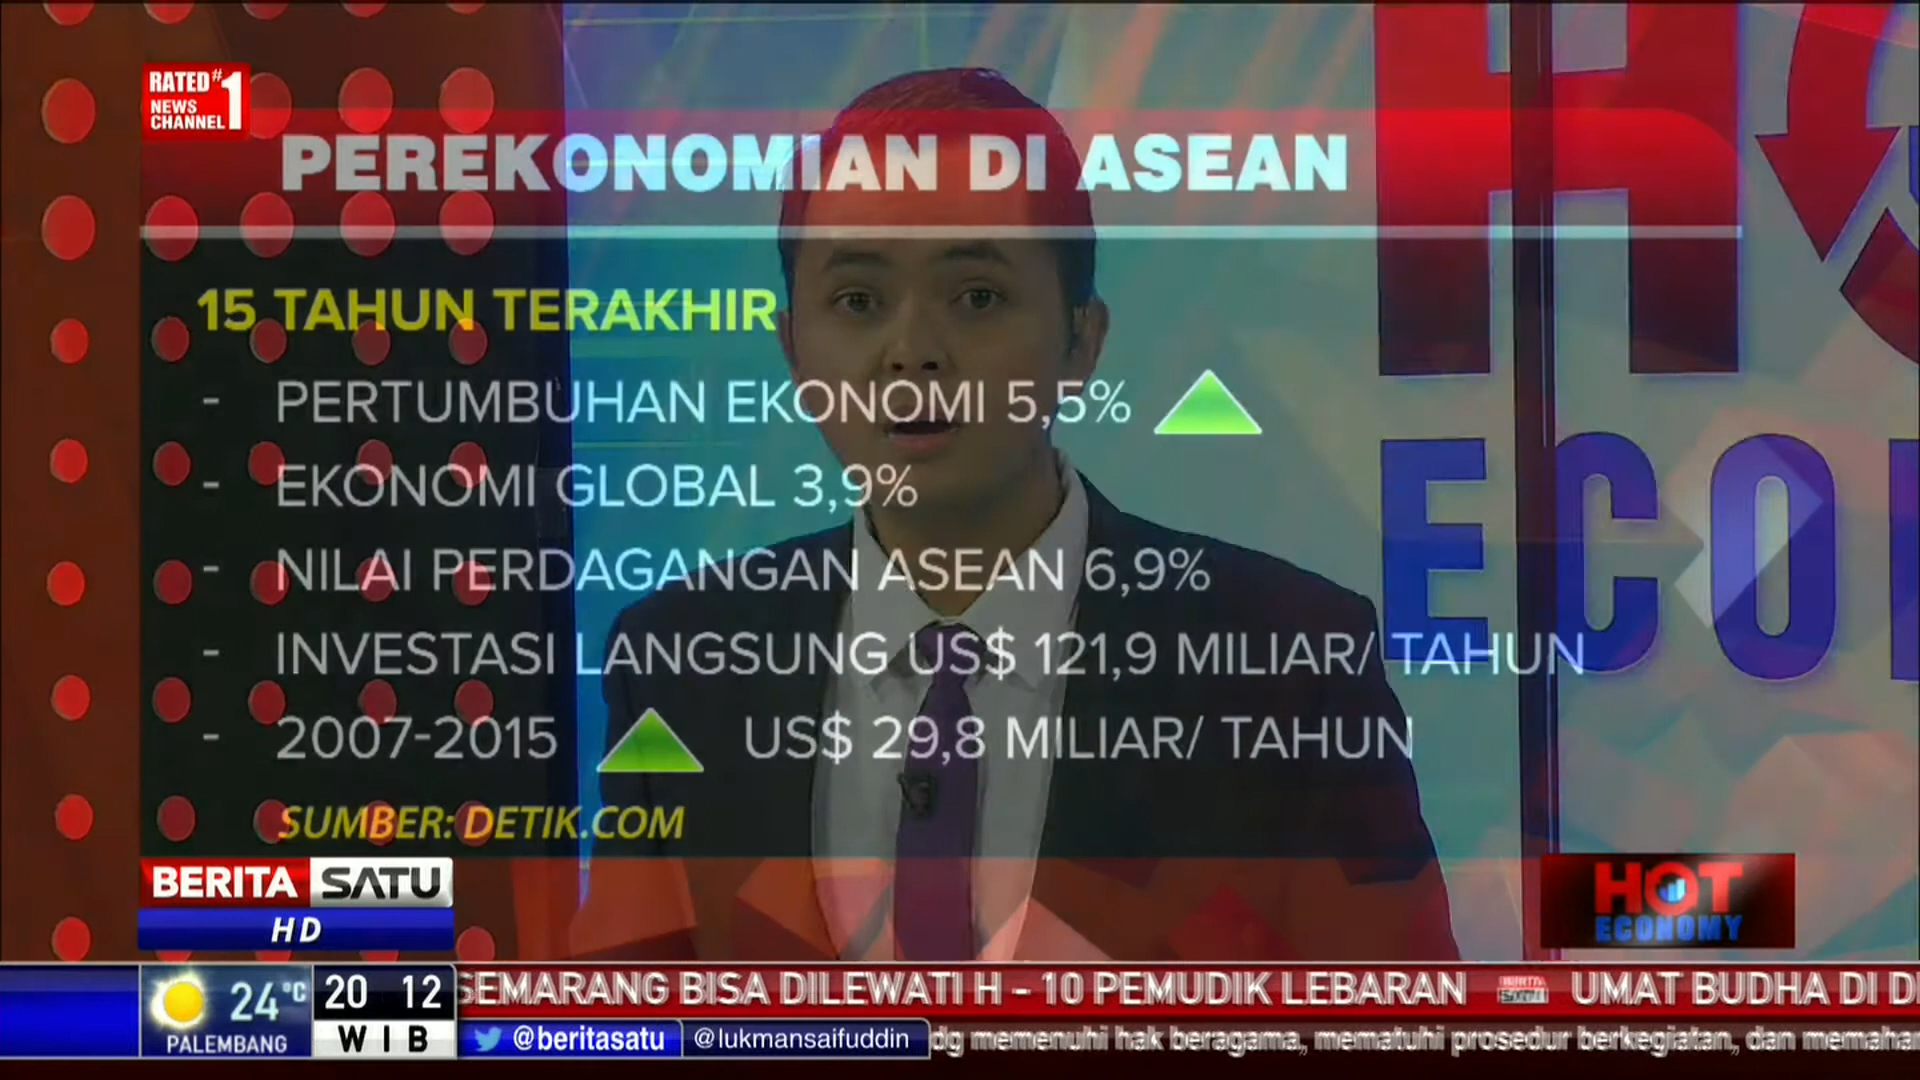 RATED #1
NEWS
CHANNEL
PEREKONOMIAN DI ASEAN
15 TAHUN TERAKHIR
- PERTUMBUHAN EKONOMI 5,5%
- EKONOMI GLOBAL 3,9%
- NILAI PERDAGANGAN ASEAN 6,9%
- INVESTASI LANGSUNG US$ 121,9 MILIAR/ TAHUN
- 2007-2015 US$ 29,8 MILIAR/ TAHUN
SUMBER: DETIK.COM
BERITA SATU
HD
HOT
ECONOMY
24°C
PALEMBANG
20 12
WIB
SEMARANG BISA DILEWATI H - 10 PEMUDIK LEBARAN
UMAT BUDHA DI
@beritasatu
@lukmansaifuddin
dg memenuhi hak beragama, mematuhi prosedur berkegiatan, dan